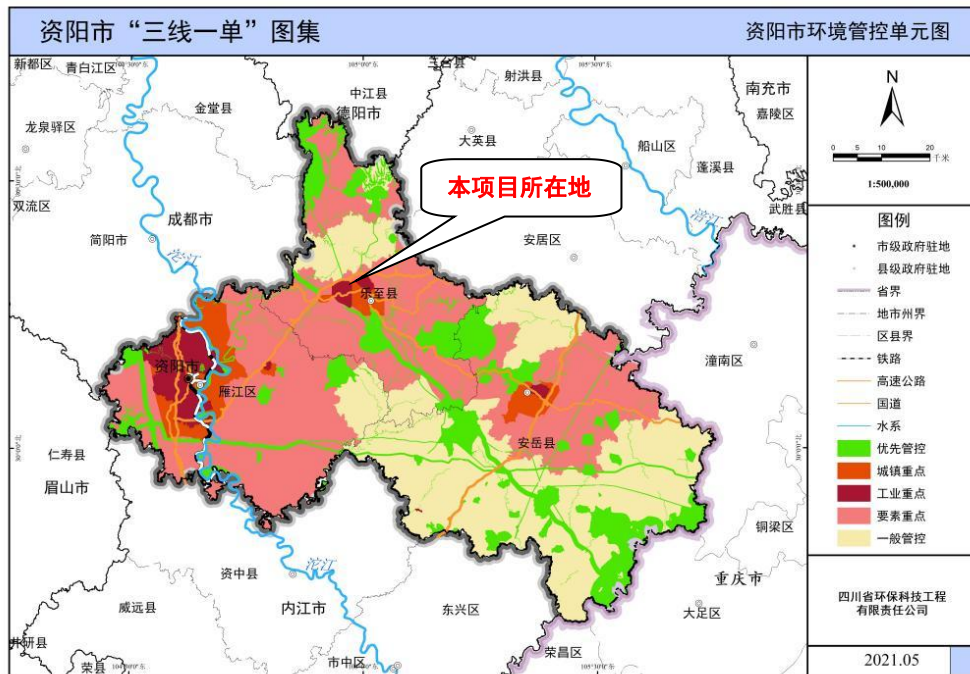 资阳市“三线一单”图集
资阳市环境管控单元图
新都区
青白江区
金堂县
中江县
德阳市
射洪县
南充市
嘉陵区
龙泉驿区
大英县
船山区
蓬溪县
武胜县
双流区
成都市
简阳市
沱江
涪江
安居区
本项目所在地
乐至县
潼南区
资阳市
雁江区
安岳县
仁寿县
眉山市
铜梁区
重庆市
资中县
沱江
内江市
威远县
东兴区
大足区
井研县
荣县
市中区
荣昌区
N
0 5 10 20
千米
1:500,000
图例
市级政府驻地
县级政府驻地
省界
地市州界
区县界
铁路
高速公路
国道
水系
优先管控
城镇重点
工业重点
要素重点
一般管控
四川省环保科技工程
有限责任公司
2021.05